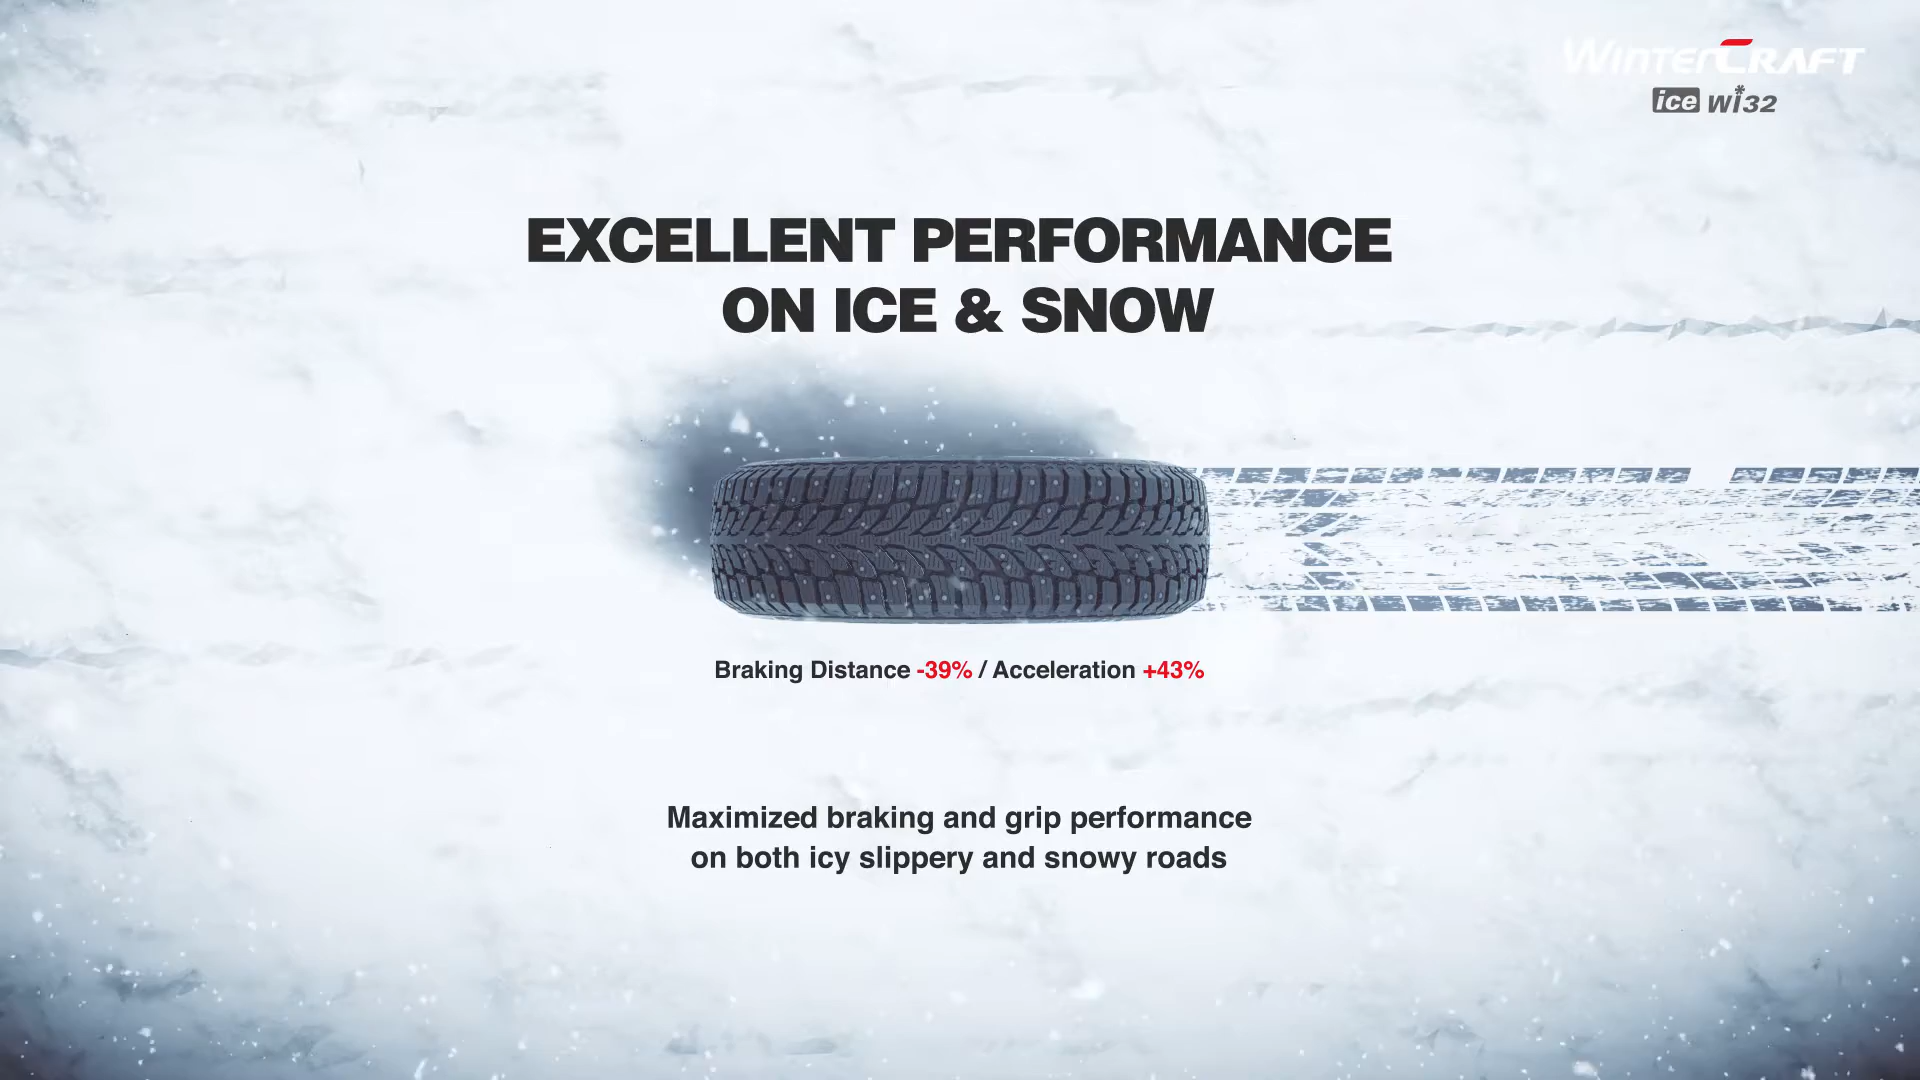 WINTERCRAFT
ice wi32
EXCELLENT PERFORMANCE
ON ICE & SNOW
Braking Distance -39% / Acceleration +43%
Maximized braking and grip performance
on both icy slippery and snowy roads